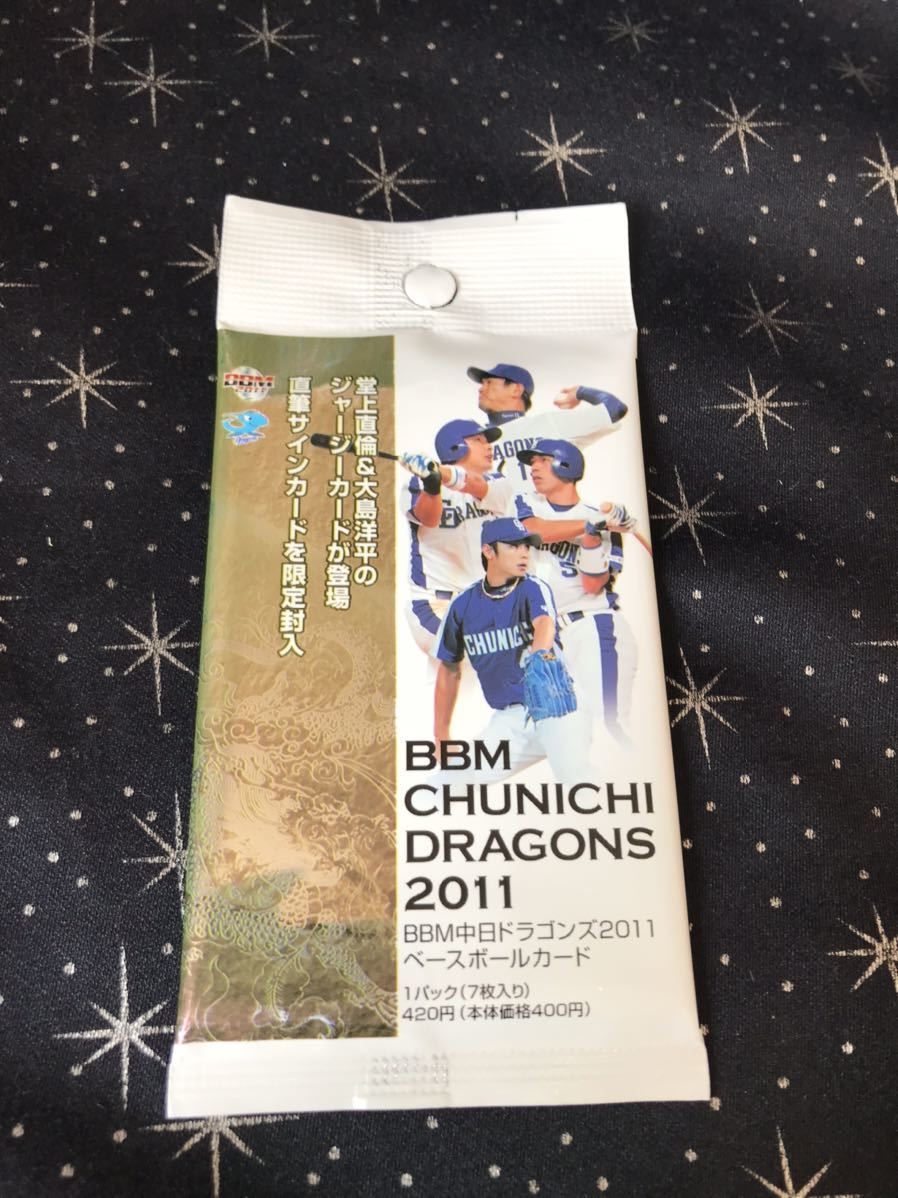 BBM
2011
Dragons
堂上直倫&大島洋平の
ジャージーカードが登場
直筆サインカードを限定封入
DRAGONS
CHUNICHI
BBM
CHUNICHI
DRAGONS
2011
BBM中日ドラゴンズ2011
ベースボールカード
1パック(7枚入り)
420円(本体価格400円)